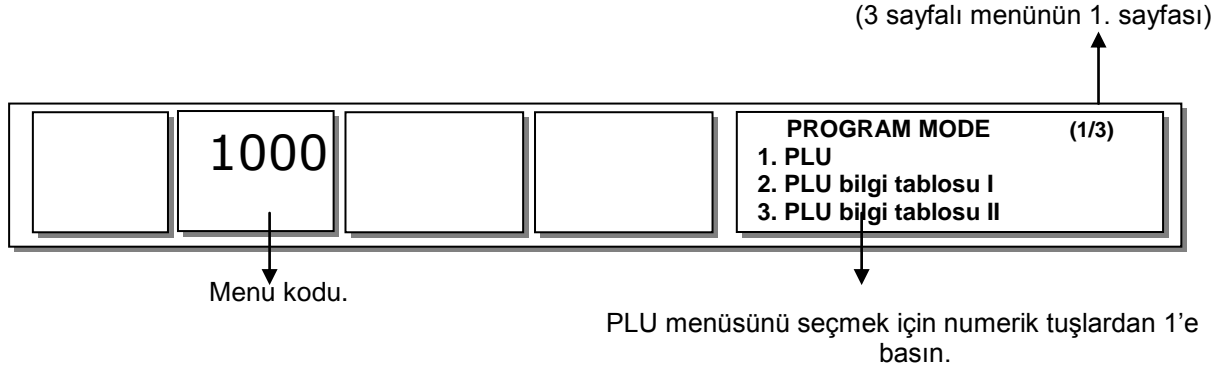 (3 sayfalı menünün 1. sayfası)
1000
PROGRAM MODE (1/3)
1. PLU
2. PLU bilgi tablosu I
3. PLU bilgi tablosu II
Menü kodu.
PLU menüsünü seçmek için numerik tuşlardan 1’e
basın.